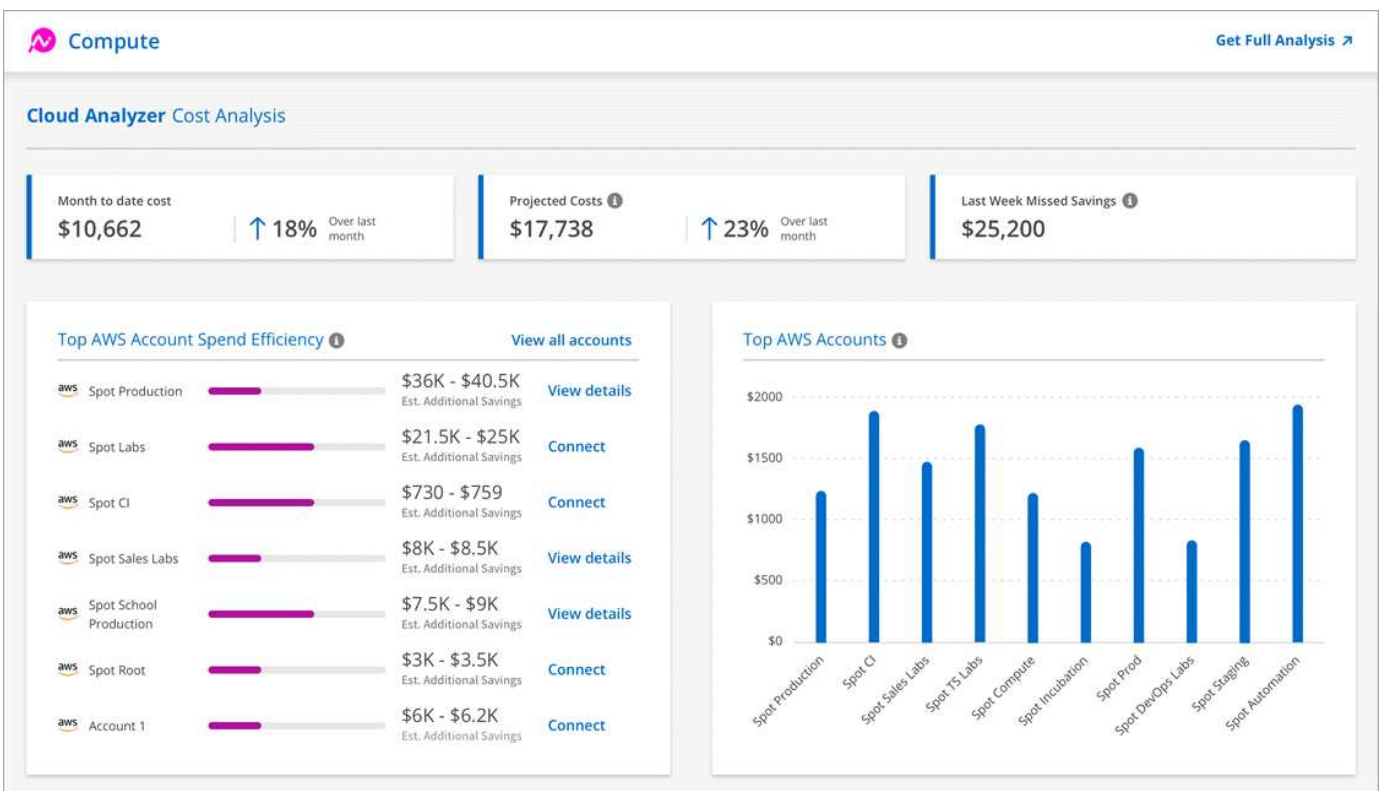 Compute
Get Full Analysis ↗
Cloud Analyzer Cost Analysis
Month to date cost
$10,662
↑ 18%
Over last
month
Projected Costs
$17,738
↑ 23%
Over last
month
Last Week Missed Savings
$25,200
Top AWS Account Spend Efficiency
View all accounts
aws Spot Production
$36K - $40.5K
Est. Additional Savings
View details
aws Spot Labs
$21.5K - $25K
Est. Additional Savings
Connect
aws Spot CI
$730 - $759
Est. Additional Savings
Connect
aws Spot Sales Labs
$8K - $8.5K
Est. Additional Savings
View details
aws Spot School
Production
$7.5K - $9K
Est. Additional Savings
View details
aws Spot Root
$3K - $3.5K
Est. Additional Savings
Connect
aws Account 1
$6K - $6.2K
Est. Additional Savings
Connect
Top AWS Accounts
$2000
$1500
$1000
$500
$0
Spot Production
Spot CI
Spot Sales Labs
Spot TS Labs
Spot Compute
Spot Incubation
Spot Prod
Spot DevOps Labs
Spot Staging
Spot Automation